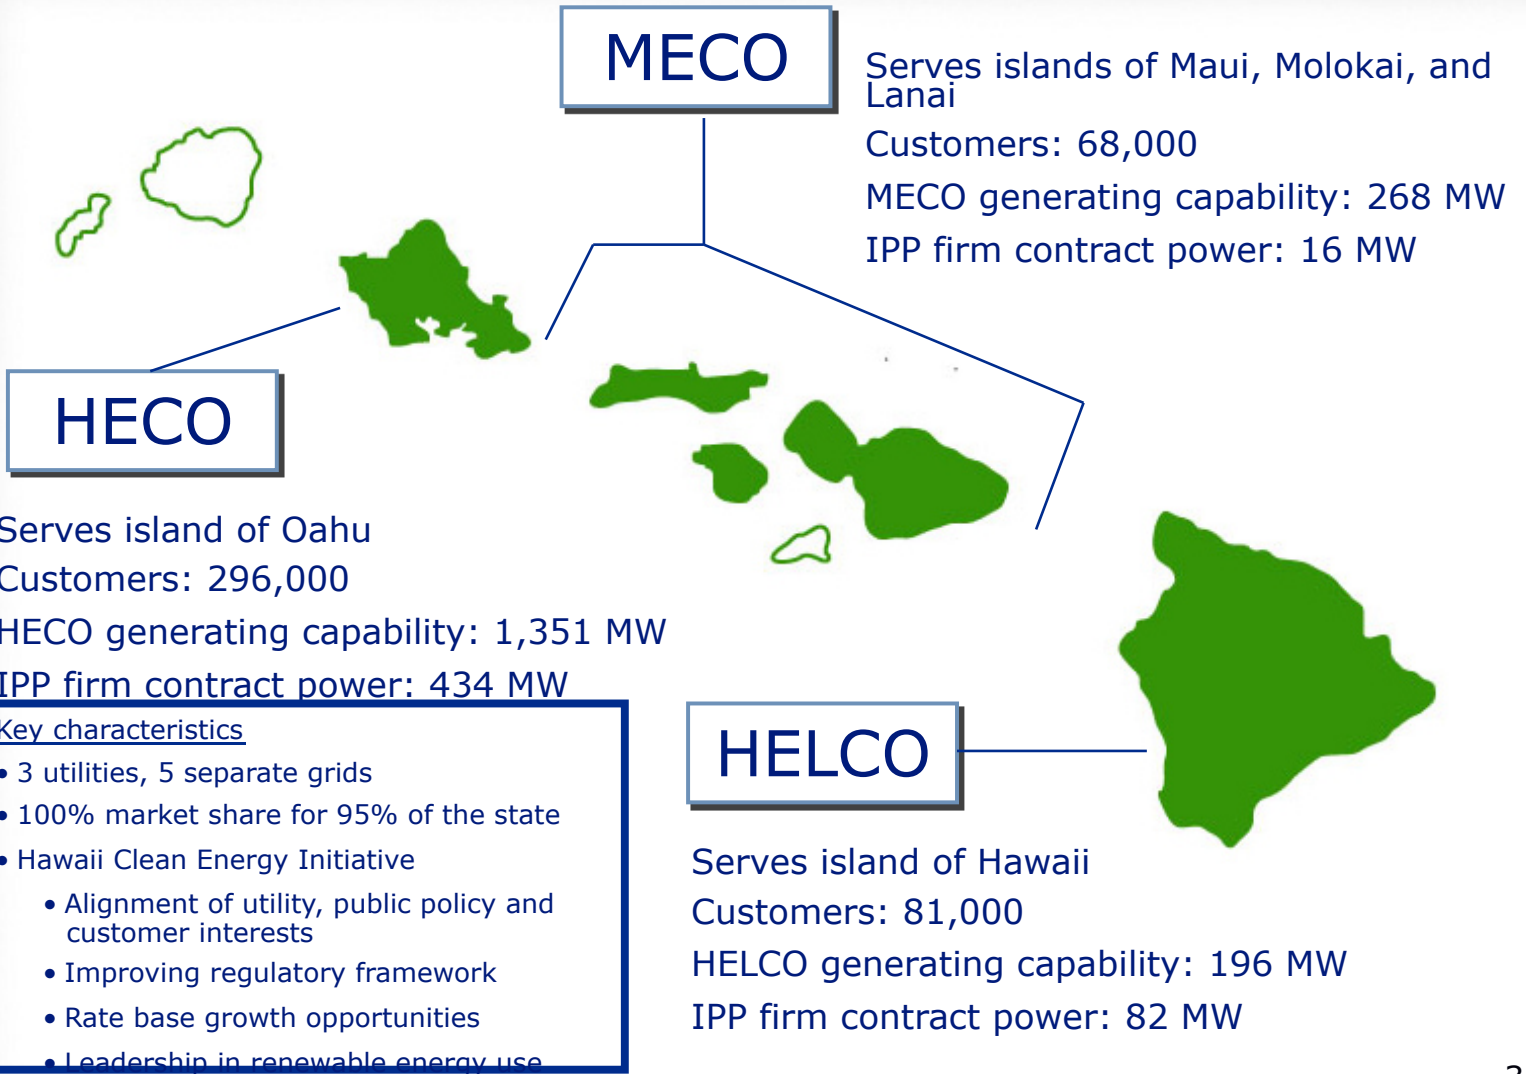 MECO
Serves islands of Maui, Molokai, and
Lanai
Customers: 68,000
MECO generating capability: 268 MW
IPP firm contract power: 16 MW
HECO
Serves island of Oahu
Customers: 296,000
HECO generating capability: 1,351 MW
IPP firm contract power: 434 MW
Key characteristics
• 3 utilities, 5 separate grids
• 100% market share for 95% of the state
• Hawaii Clean Energy Initiative
• Alignment of utility, public policy and
customer interests
• Improving regulatory framework
• Rate base growth opportunities
• Leadership in renewable energy use
HELCO
Serves island of Hawaii
Customers: 81,000
HELCO generating capability: 196 MW
IPP firm contract power: 82 MW